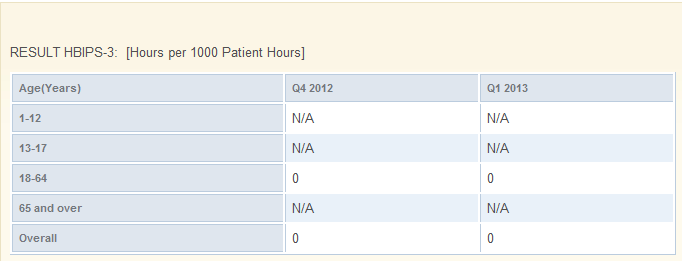 RESULT HBIPS-3: [Hours per 1000 Patient Hours]
Age(Years) Q4 2012 Q1 2013
1-12 N/A N/A
13-17 N/A N/A
18-64 0 0
65 and over N/A N/A
Overall 0 0